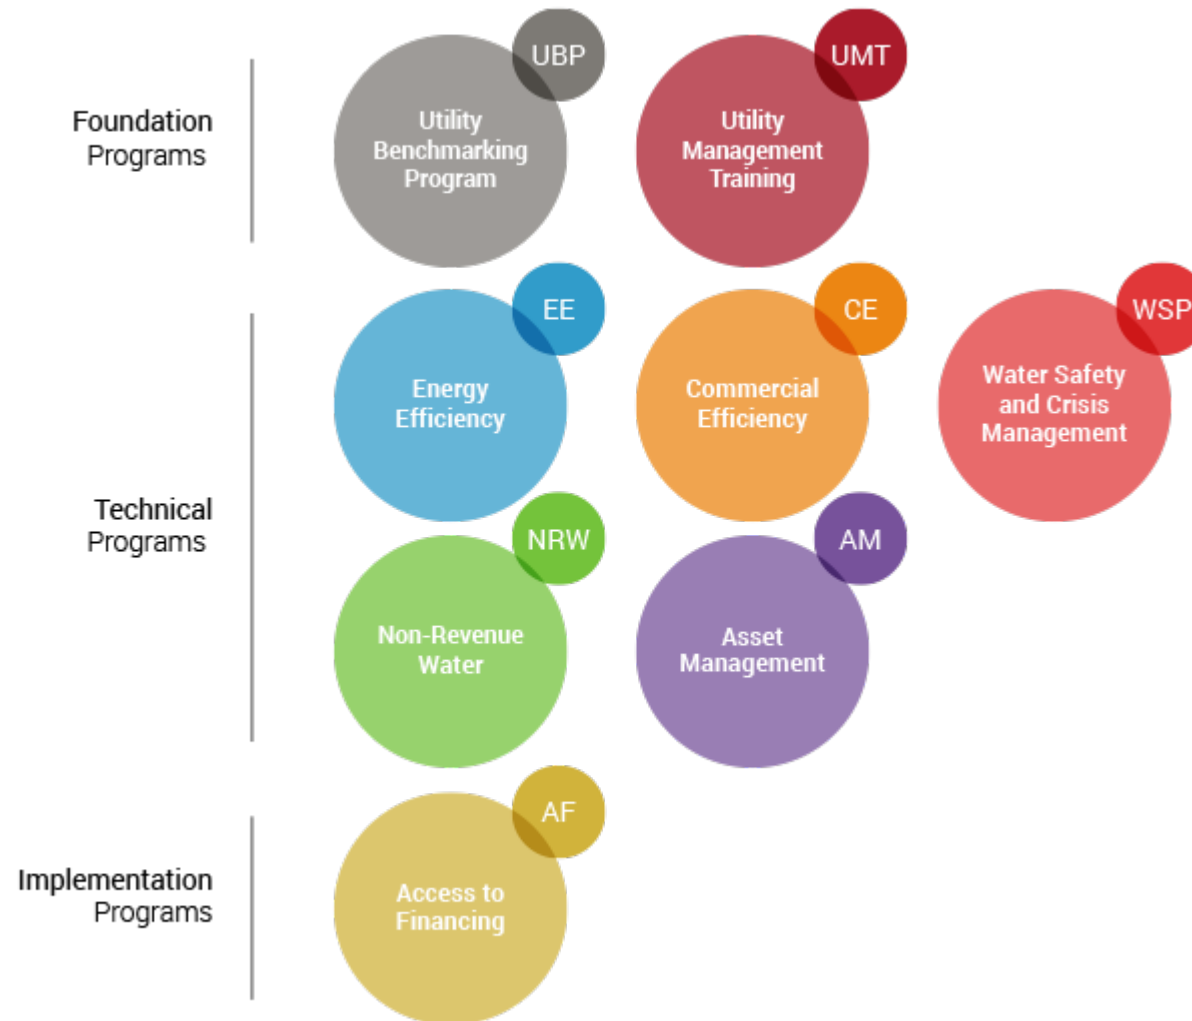 Foundation
Programs
UBP
Utility
Benchmarking
Program
UMT
Utility
Management
Training
Technical
Programs
EE
Energy
Efficiency
CE
Commercial
Efficiency
WSP
Water Safety
and Crisis
Management
NRW
Non-Revenue
Water
AM
Asset
Management
Implementation
Programs
AF
Access to
Financing